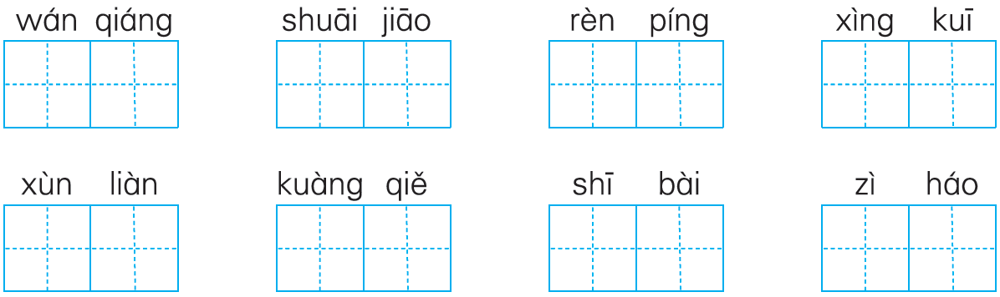 wán qiáng shuāi jiāo rèn píng xìng kuī
xùn liàn kuàng qiě shī bài zì háo